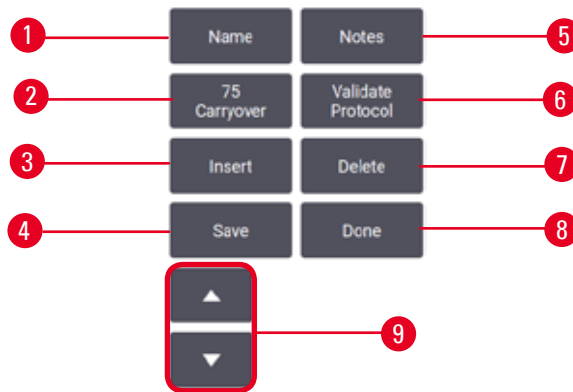 1 Name Notes 5
2 75 Carryover Validate Protocol 6
3 Insert Delete 7
4 Save Done 8
9